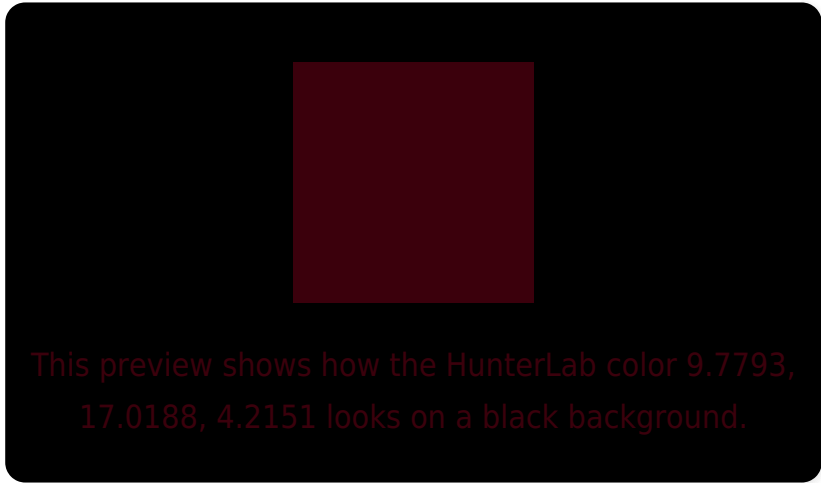 This preview shows how the HunterLab color 9.7793,
17.0188, 4.2151 looks on a black background.